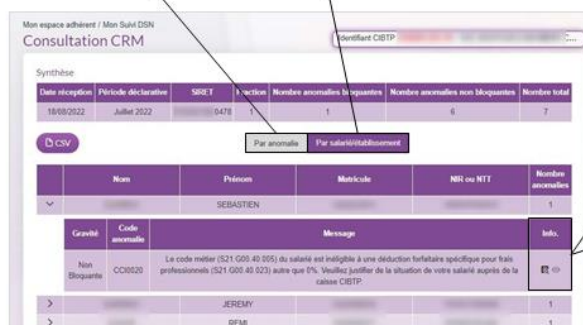 Mon espace adhérent / Mon Suivi DSN
Consultation CRM
Identifiant CIBTP
Synthèse
Date réception Période déclarative SIRET Fraction Nombre anomalies bloquantes Nombre anomalies non bloquantes Nombre total
18/08/2022 Juillet 2022 0478 1 1 6 7
CSV
Par anomalie Par salarié/établissement
Nom Prénom Matricule NIR ou NTT Nombre anomalies
SEBASTIEN 1
Gravité Code anomalie Message Info.
Non Bloquante CCI0020 Le code métier (S21.G00.40.005) du salarié est inéligible à une déduction forfaitaire spécifique pour frais
professionnels (S21.G00.40.023) autre que 0%. Veuillez justifier de la situation de votre salarié auprès de la
caisse CIBTP.
JEREMY 1
REMI 1